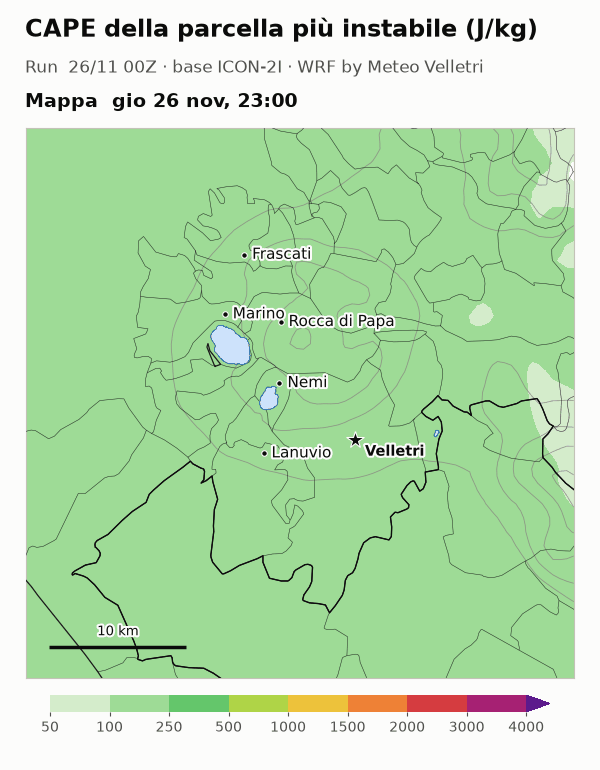 CAPE della parcella più instabile (J/kg)
Run  26/11 00Z · base ICON-2I · WRF by Meteo Velletri
Mappa  gio 26 nov, 23:00
Frascati
Marino
Rocca di Papa
Nemi
Velletri
Lanuvio
10 km
50 100 250 500 1000 1500 2000 3000 4000